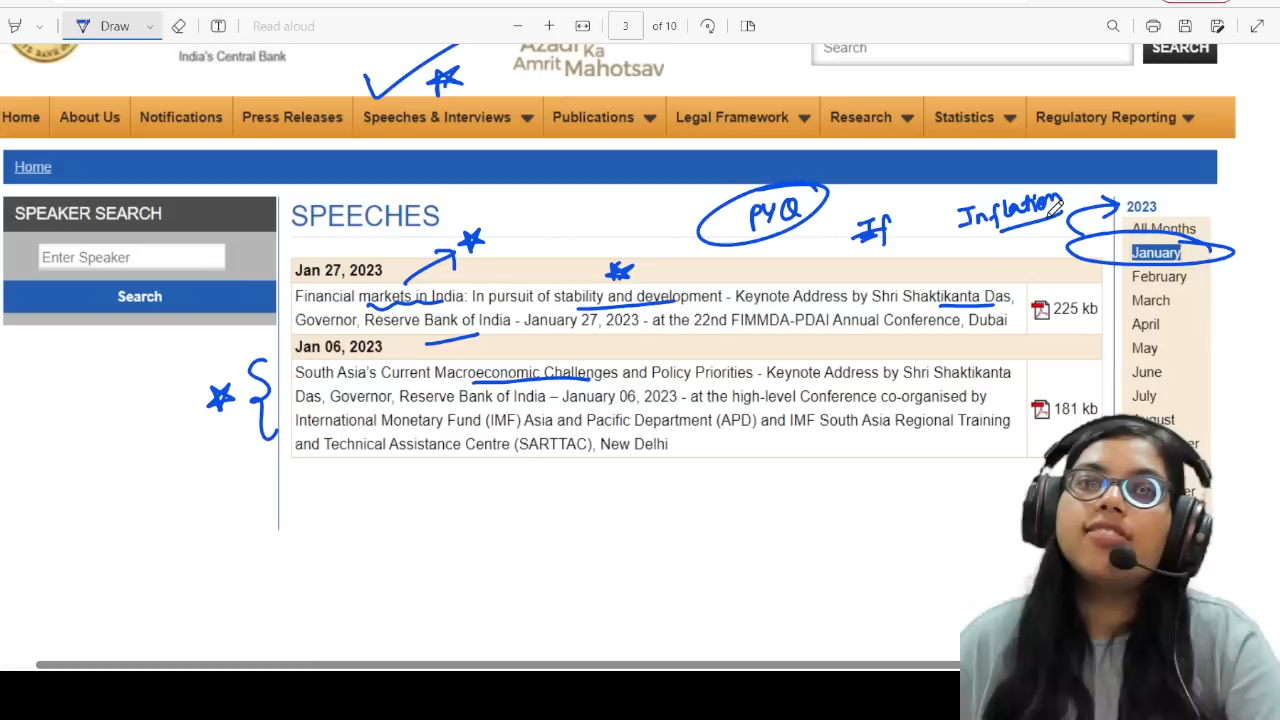 Draw
Read aloud
3 of 10
India's Central Bank
Azadi Ka
Amrit Mahotsav
Search
SEARCH
Home About Us Notifications Press Releases Speeches & Interviews Publications Legal Framework Research Statistics Regulatory Reporting
Home
SPEAKER SEARCH
Enter Speaker
Search
SPEECHES
PYQ
If
Inflation
Jan 27, 2023
Financial markets in India: In pursuit of stability and development - Keynote Address by Shri Shaktikanta Das,
Governor, Reserve Bank of India - January 27, 2023 - at the 22nd FIMMDA-PDAI Annual Conference, Dubai
225 kb
Jan 06, 2023
South Asia's Current Macroeconomic Challenges and Policy Priorities - Keynote Address by Shri Shaktikanta
Das, Governor, Reserve Bank of India – January 06, 2023 - at the high-level Conference co-organised by
International Monetary Fund (IMF) Asia and Pacific Department (APD) and IMF South Asia Regional Training
and Technical Assistance Centre (SARTTAC), New Delhi
181 kb
2023
All Months
January
February
March
April
May
June
July
August